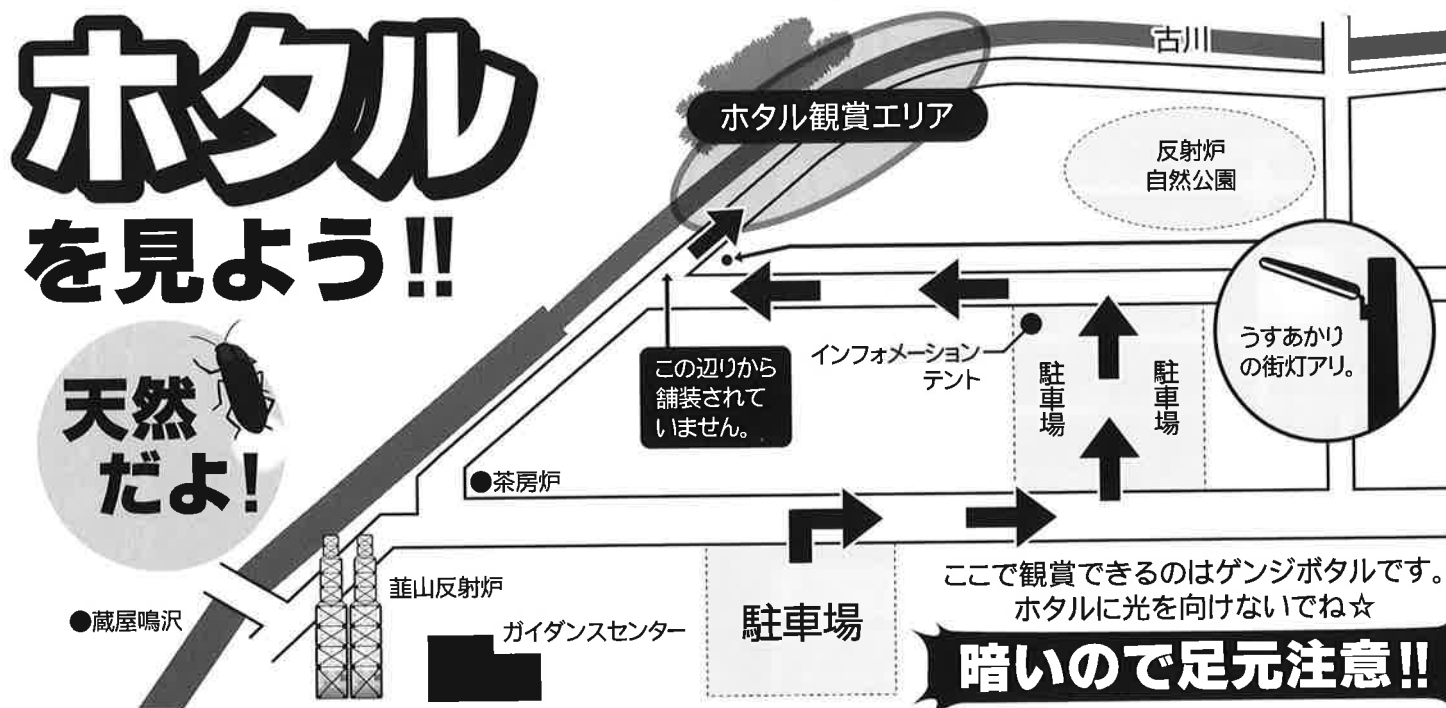 ホタル
を見よう!!
天然
だよ!
古川
ホタル観賞エリア
反射炉
自然公園
うすあかり
の街灯アリ。
この辺りから
舗装されて
いません。
インフォメーション
テント
駐車場
駐車場
●茶房炉
韮山反射炉
●蔵屋鳴沢
ガイダンスセンター
駐車場
ここで観賞できるのはゲンジボタルです。
ホタルに光を向けないでね☆
暗いので足元注意!!